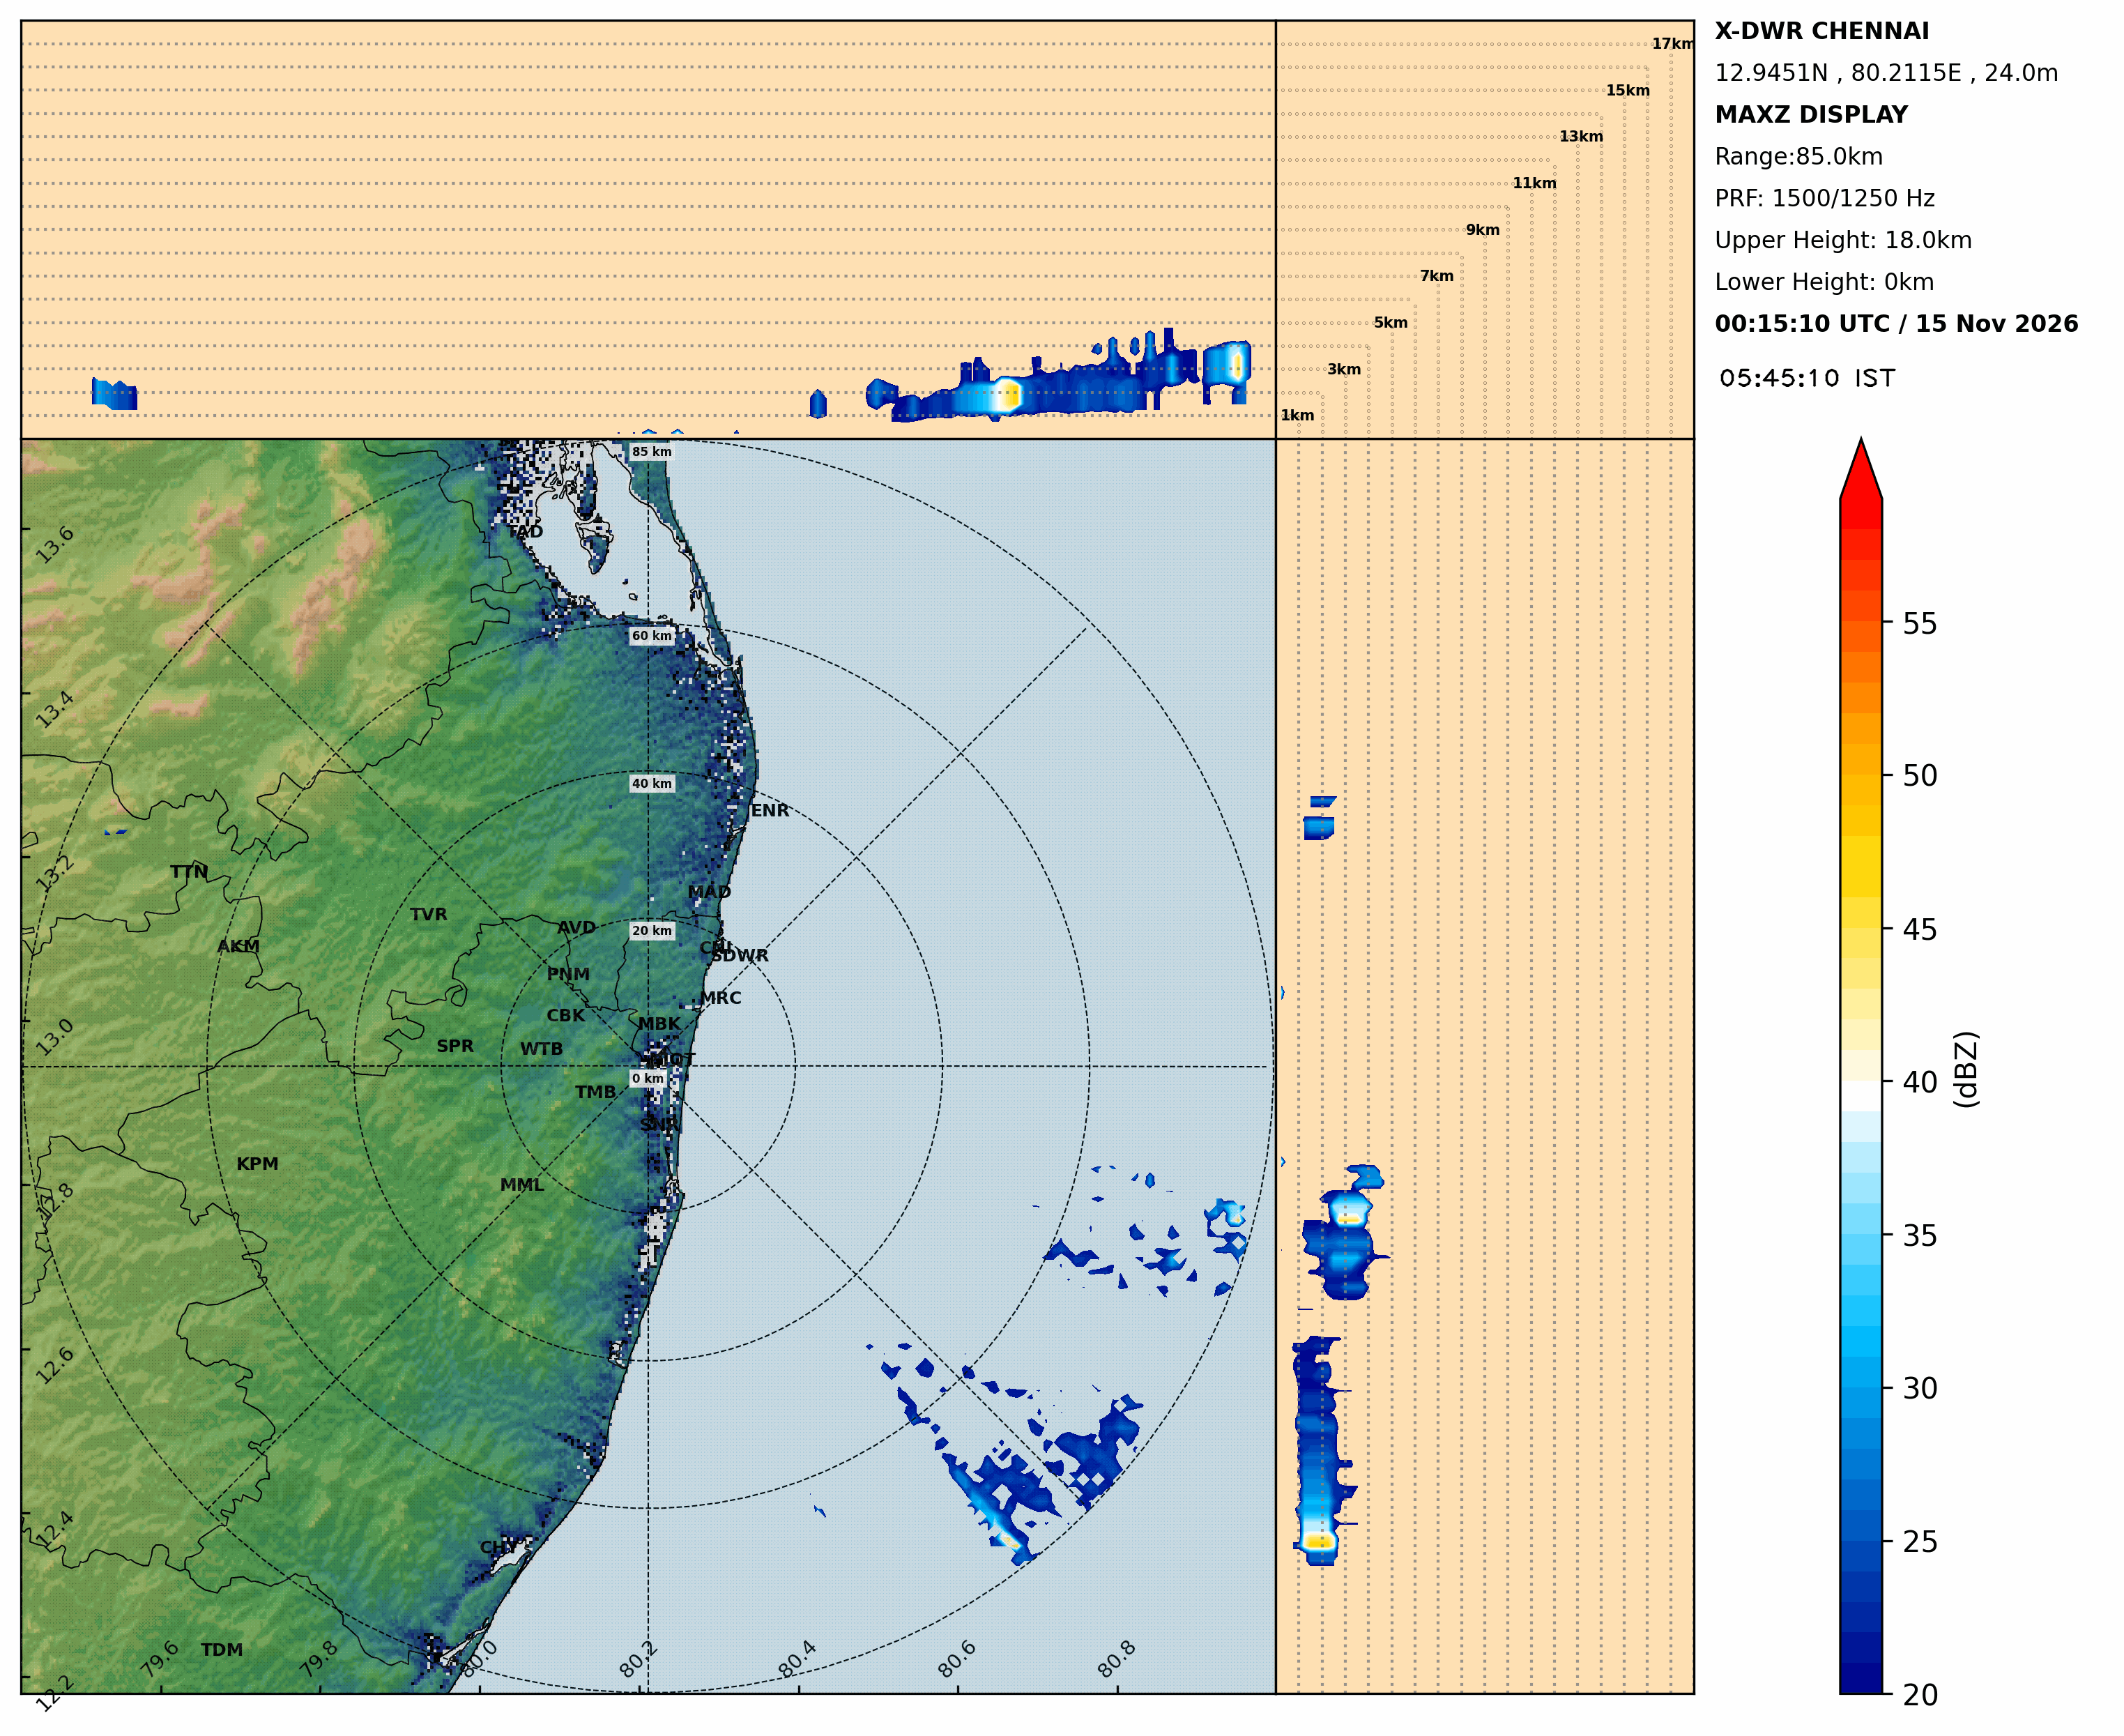 X-DWR CHENNAI
12.9451N , 80.2115E , 24.0m
MAXZ DISPLAY
Range:85.0km
PRF: 1500/1250 Hz
Upper Height: 18.0km
Lower Height: 0km
00:15:10 UTC / 15 Nov 2026
05:45:10 IST
17km
15km
13km
11km
9km
7km
5km
3km
1km
85 km
TAD
13.6
60 km
13.4
40 km
ENR
13.2
TTN
MAD
TVR
AVD
20 km
AKM
SDWR
PNM
MRC
CBK
MBK
13.0
SPR
WTB
0 km
TMB
SNR
KPM
MML
12.8
12.6
12.4
CHY
TDM
12.2
79.6
79.8
80.0
80.2
80.4
80.6
80.8
55
50
45
40
35
30
25
20
(dBZ)